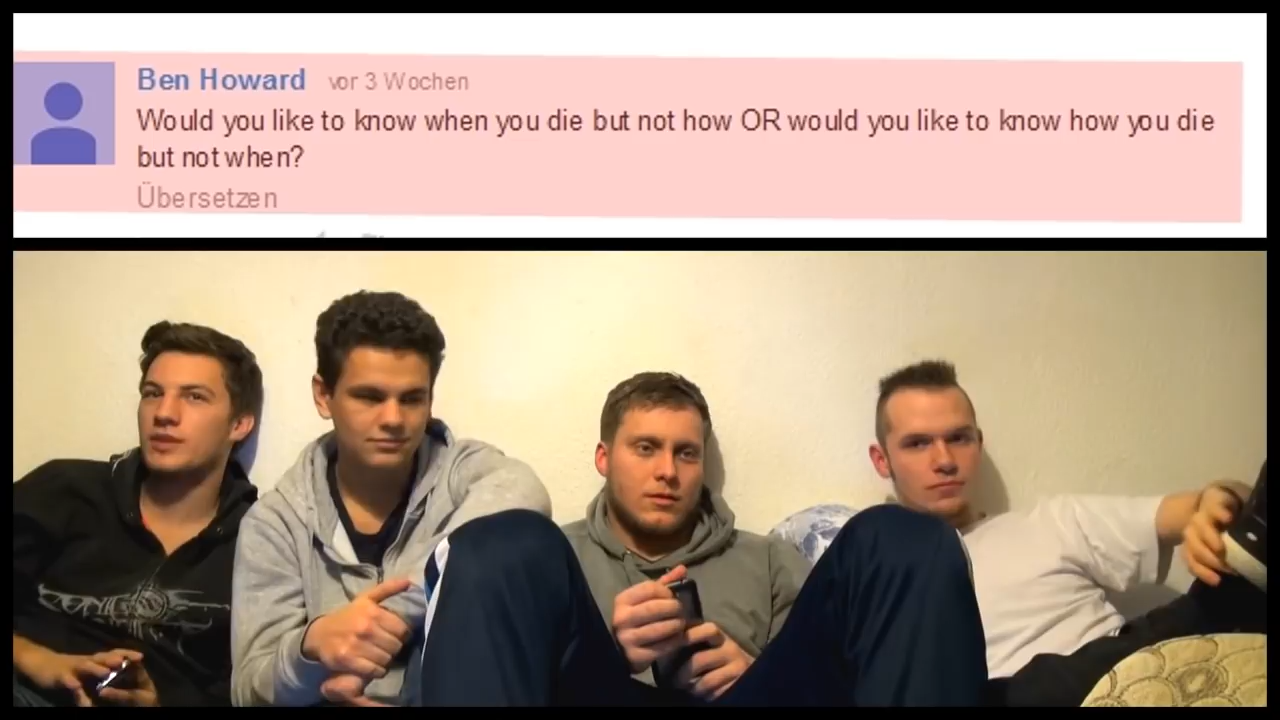 Ben Howard vor 3 Wochen
Would you like to know when you die but not how OR would you like to know how you die
but not when?
Übersetzen